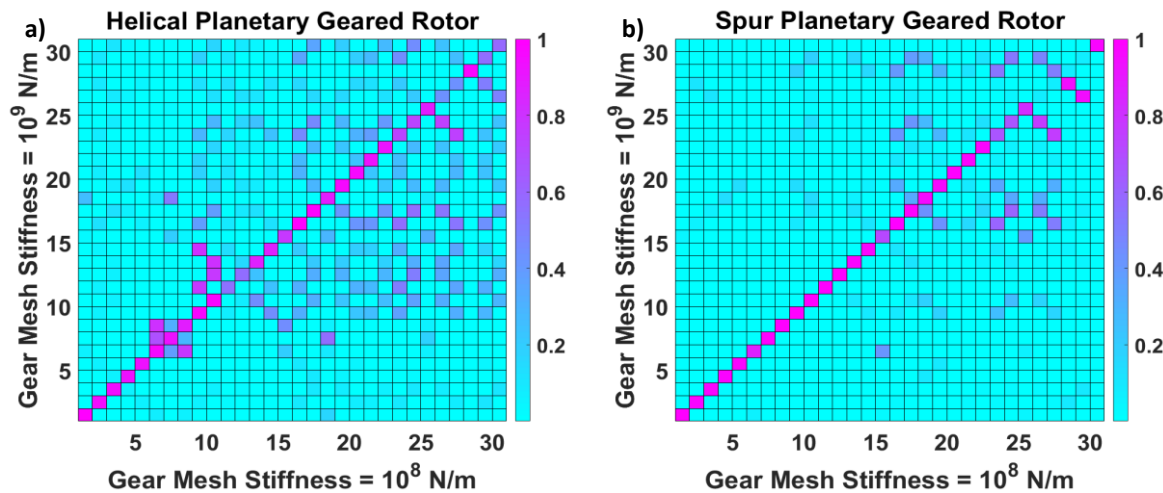 a)
Helical Planetary Geared Rotor
Gear Mesh Stiffness = 10⁹ N/m
30
25
20
15
10
5
5 10 15 20 25 30
Gear Mesh Stiffness = 10⁸ N/m
1
0.8
0.6
0.4
0.2
b)
Spur Planetary Geared Rotor
Gear Mesh Stiffness = 10⁹ N/m
30
25
20
15
10
5
5 10 15 20 25 30
Gear Mesh Stiffness = 10⁸ N/m
1
0.8
0.6
0.4
0.2